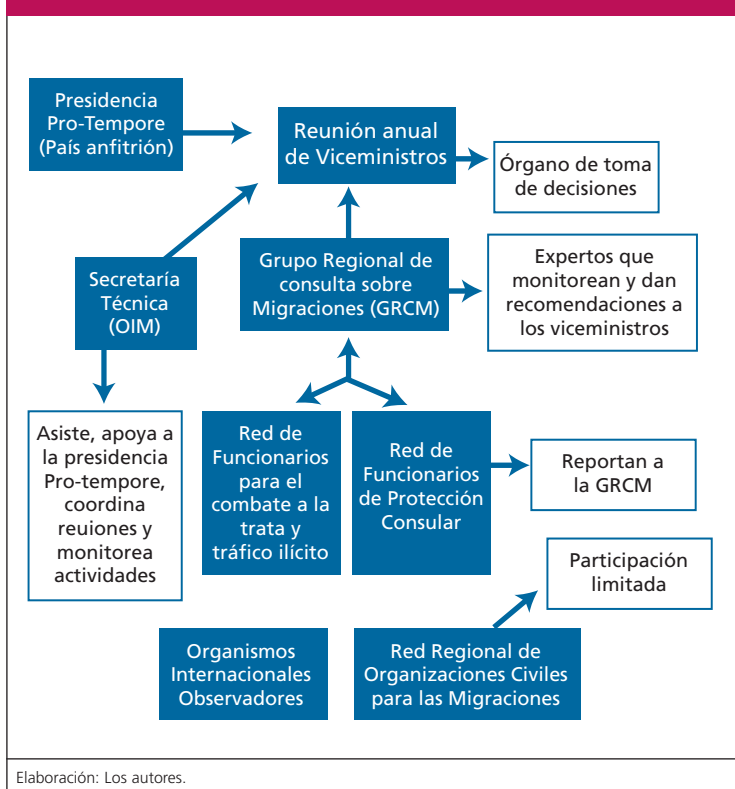 Presidencia
Pro-Tempore
(País anfitrión)
Reunión anual
de Viceministros
Órgano de toma
de decisiones
Secretaría
Técnica
(OIM)
Grupo Regional de
consulta sobre
Migraciones (GRCM)
Expertos que
monitorean y dan
recomendaciones a
los viceministros
Asiste, apoya a
la presidencia
Pro-tempore,
coordina
reuiones y
monitorea
actividades
Red de
Funcionarios
para el
combate a la
trata y
tráfico ilícito
Red de
Funcionarios
de Protección
Consular
Reportan a
la GRCM
Participación
limitada
Organismos
Internacionales
Observadores
Red Regional de
Organizaciones Civiles
para las Migraciones
Elaboración: Los autores.